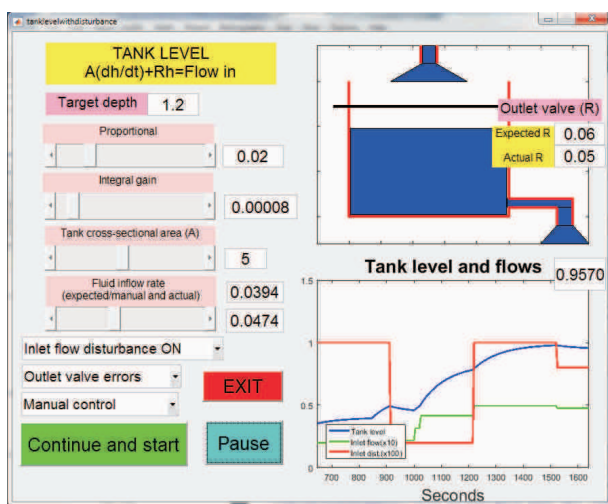 tanklevelwithdisturbance
TANK LEVEL
A(dh/dt)+Rh=Flow in
Target depth 1.2
Proportional
0.02
Integral gain
0.00008
Tank cross-sectional area (A)
5
Fluid inflow rate
(expected/manual and actual)
0.0394
0.0474
Inlet flow disturbance ON
Outlet valve errors
Manual control
EXIT
Continue and start
Pause
Outlet valve (R)
Expected R 0.06
Actual R 0.05
Tank level and flows
0.9570
1.5
1
0.5
0
Tank level
Inlet flow(x10)
Inlet dist.(x100)
700 800 900 1000 1100 1200 1300 1400 1500 1600
Seconds